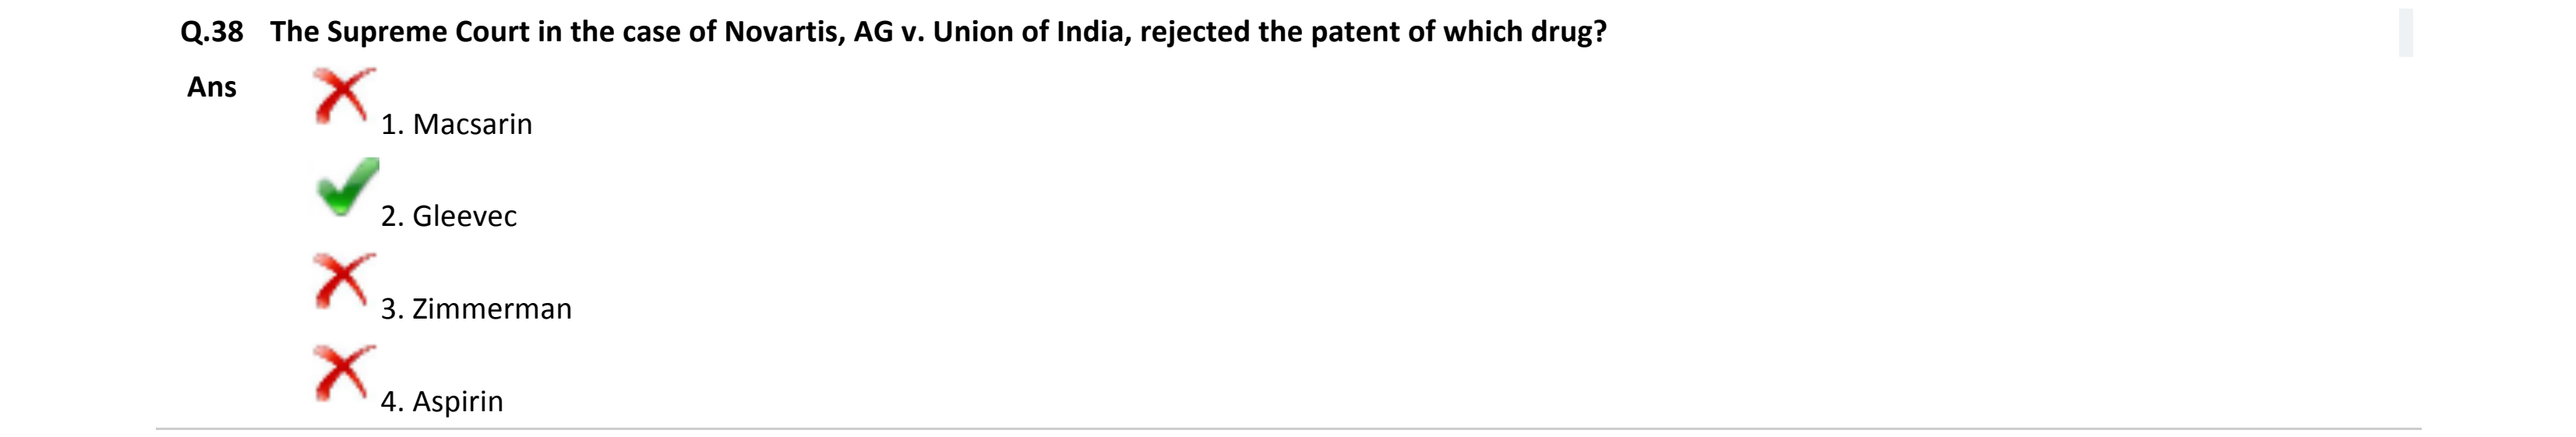 Q.38 The Supreme Court in the case of Novartis, AG v. Union of India, rejected the patent of which drug?
Ans
1. Macsarin
2. Gleevec
3. Zimmerman
4. Aspirin